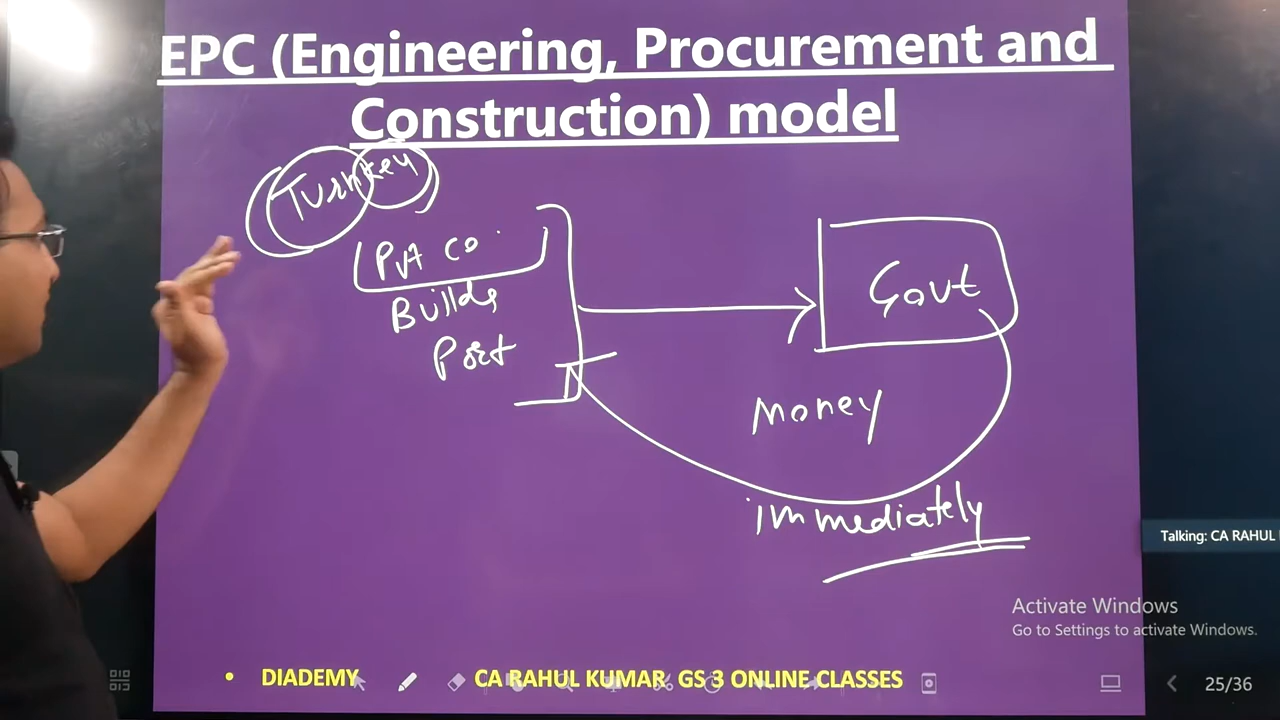 EPC (Engineering, Procurement and
Construction) model
Turnkey
Pvt co.
Builds
Port
Govt
Money
immediately
Talking: CA RAHUL
Activate Windows
Go to Settings to activate Windows.
• DIADEMY CA RAHUL KUMAR GS 3 ONLINE CLASSES
25/36